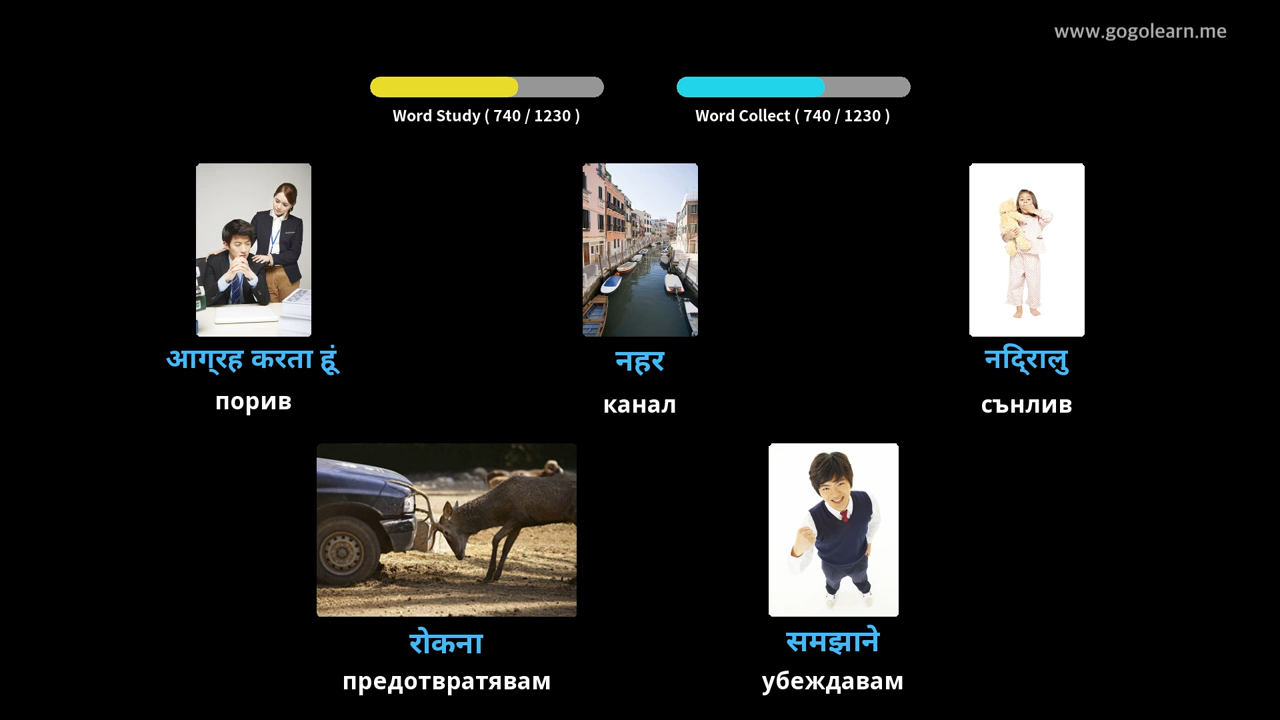 www.gogolearn.me
Word Study ( 740 / 1230 )
Word Collect ( 740 / 1230 )
आग्रह करता हूं
नहर
निद्रालु
порив
канал
сънлив
रोकना
समझाने
предотвратявам
убеждавам